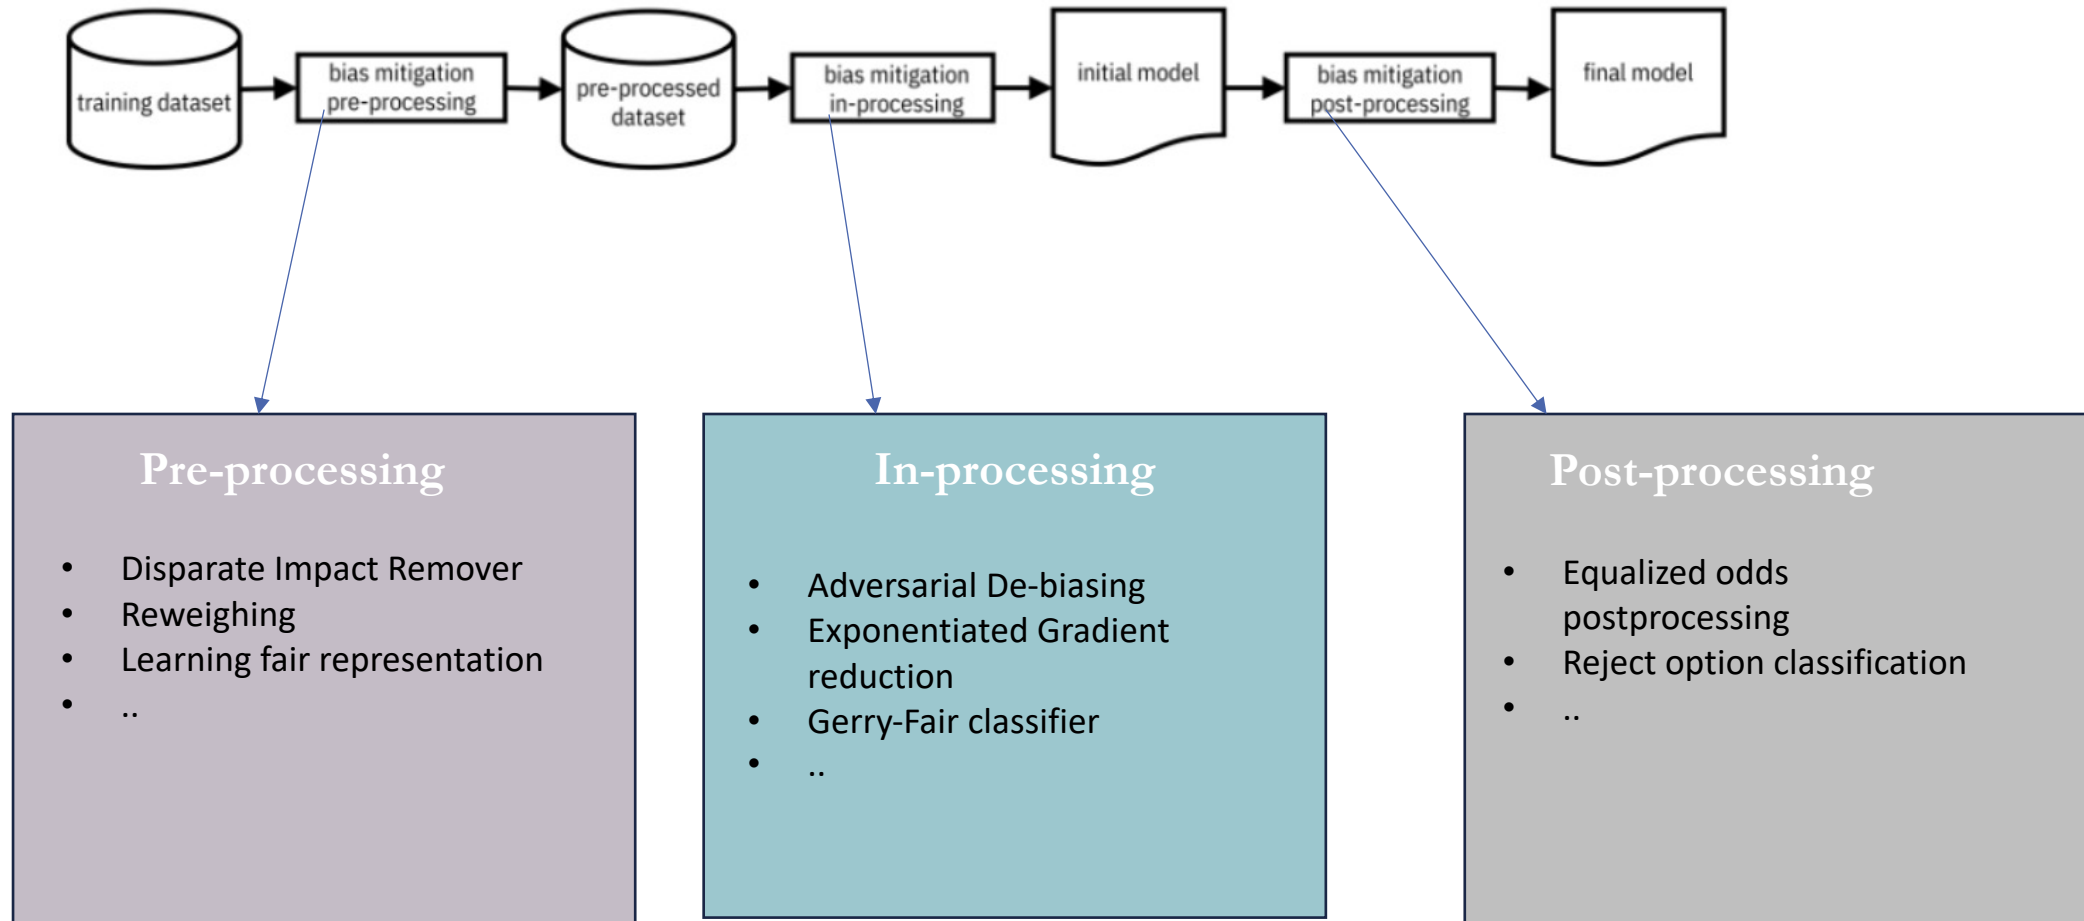 training dataset
bias mitigation
pre-processing
pre-processed
dataset
bias mitigation
in-processing
initial model
bias mitigation
post-processing
final model
Pre-processing
• Disparate Impact Remover
• Reweighing
• Learning fair representation
• ..
In-processing
• Adversarial De-biasing
• Exponentiated Gradient
reduction
• Gerry-Fair classifier
• ..
Post-processing
• Equalized odds
postprocessing
• Reject option classification
• ..